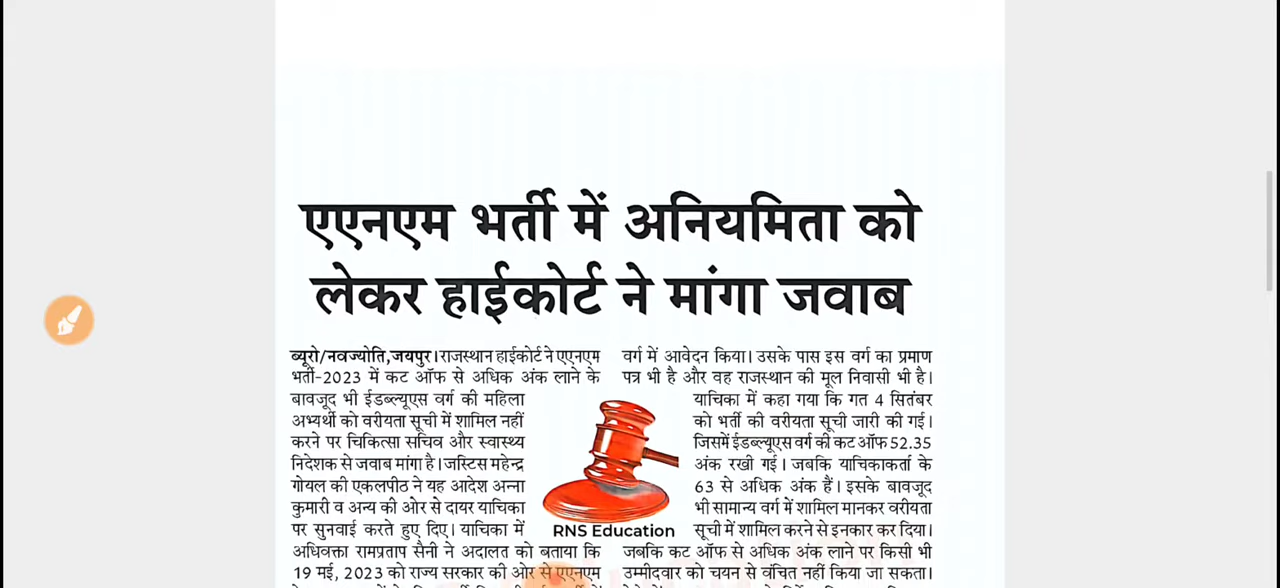 एएनएम भर्ती में अनियमिता को
लेकर हाईकोर्ट ने मांगा जवाब
ब्यूरो/नवज्योति,जयपुर। राजस्थान हाईकोर्ट ने एएनएम
भर्ती-2023 में कट ऑफ से अधिक अंक लाने के
बावजूद भी ईडब्ल्यूएस वर्ग की महिला
अभ्यर्थी को वरीयता सूची में शामिल नहीं
करने पर चिकित्सा सचिव और स्वास्थ्य
निदेशक से जवाब मांगा है। जस्टिस महेन्द्र
गोयल की एकलपीठ ने यह आदेश अन्ना
कुमारी व अन्य की ओर से दायर याचिका
पर सुनवाई करते हुए दिए। याचिका में
अधिवक्ता रामप्रताप सैनी ने अदालत को बताया कि
19 मई, 2023 को राज्य सरकार की ओर से एएनएम
RNS Education
वर्ग में आवेदन किया। उसके पास इस वर्ग का प्रमाण
पत्र भी है और वह राजस्थान की मूल निवासी भी है।
याचिका में कहा गया कि गत 4 सितंबर
को भर्ती की वरीयता सूची जारी की गई।
जिसमें ईडब्ल्यूएस वर्ग की कट ऑफ 52.35
अंक रखी गई। जबकि याचिकाकर्ता के
63 से अधिक अंक हैं। इसके बावजूद
भी सामान्य वर्ग में शामिल मानकर वरीयता
सूची में शामिल करने से इनकार कर दिया।
जबकि कट ऑफ से अधिक अंक लाने पर किसी भी
उम्मीदवार को चयन से वंचित नहीं किया जा सकता।